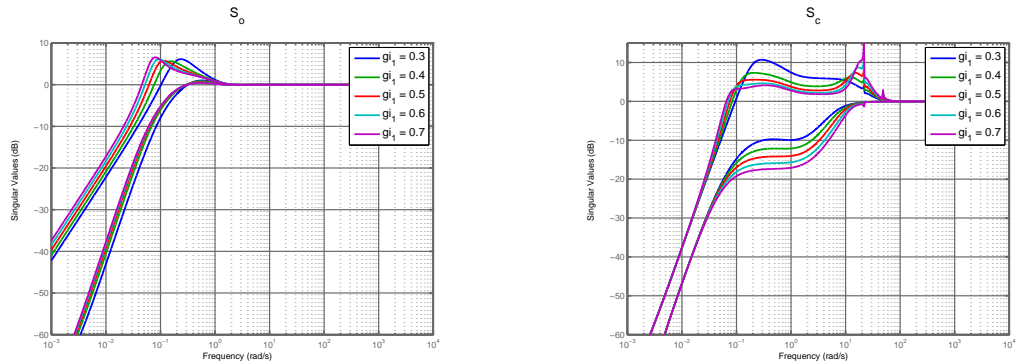 S_o
10
0
−10
−20
−30
−40
−50
−60
10^−3
10^−2
10^−1
10^0
10^1
10^2
10^3
10^4
Singular Values (dB)
Frequency (rad/s)
gi_1 = 0.3
gi_1 = 0.4
gi_1 = 0.5
gi_1 = 0.6
gi_1 = 0.7
S_c
10
0
−10
−20
−30
−40
−50
−60
10^−3
10^−2
10^−1
10^0
10^1
10^2
10^3
10^4
Singular Values (dB)
Frequency (rad/s)
gi_1 = 0.3
gi_1 = 0.4
gi_1 = 0.5
gi_1 = 0.6
gi_1 = 0.7